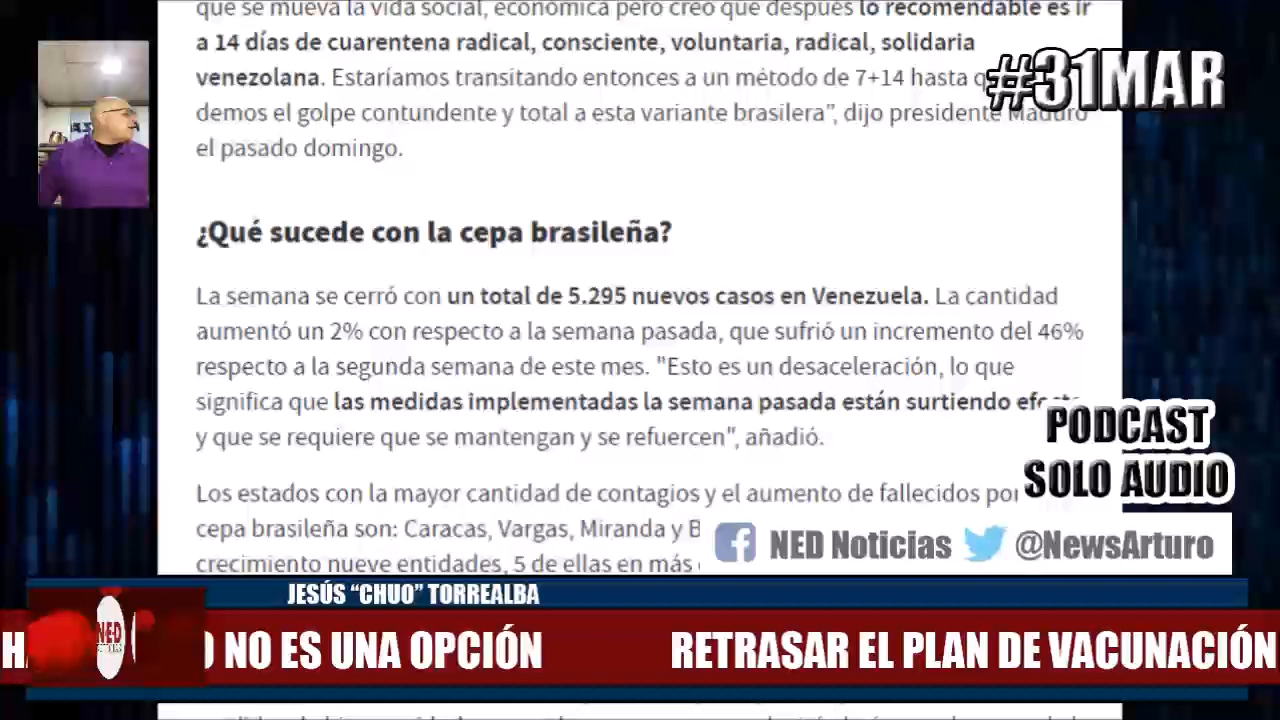 que se mueva la vida social, económica pero creo que después lo recomendable es ir
a 14 días de cuarentena radical, consciente, voluntaria, radical, solidaria
venezolana. Estaríamos transitando entonces a un método de 7+14 hasta
demos el golpe contundente y total a esta variante brasilera", dijo presidente Maduro
el pasado domingo.
#31MAR
¿Qué sucede con la cepa brasileña?
La semana se cerró con un total de 5.295 nuevos casos en Venezuela. La cantidad
aumentó un 2% con respecto a la semana pasada, que sufrió un incremento del 46%
respecto a la segunda semana de este mes. "Esto es un desaceleración, lo que
significa que las medidas implementadas la semana pasada están surtiendo
y que se requiere que se mantengan y se refuercen", añadió.
PODCAST
SOLO AUDIO
Los estados con la mayor cantidad de contagios y el aumento de fallecidos por
cepa brasileña son: Caracas, Vargas, Miranda y B
crecimiento nueve entidades, 5 de ellas en más
NED Noticias @NewsArturo
JESÚS “CHUO” TORREALBA
NED
O NO ES UNA OPCIÓN RETRASAR EL PLAN DE VACUNACIÓN